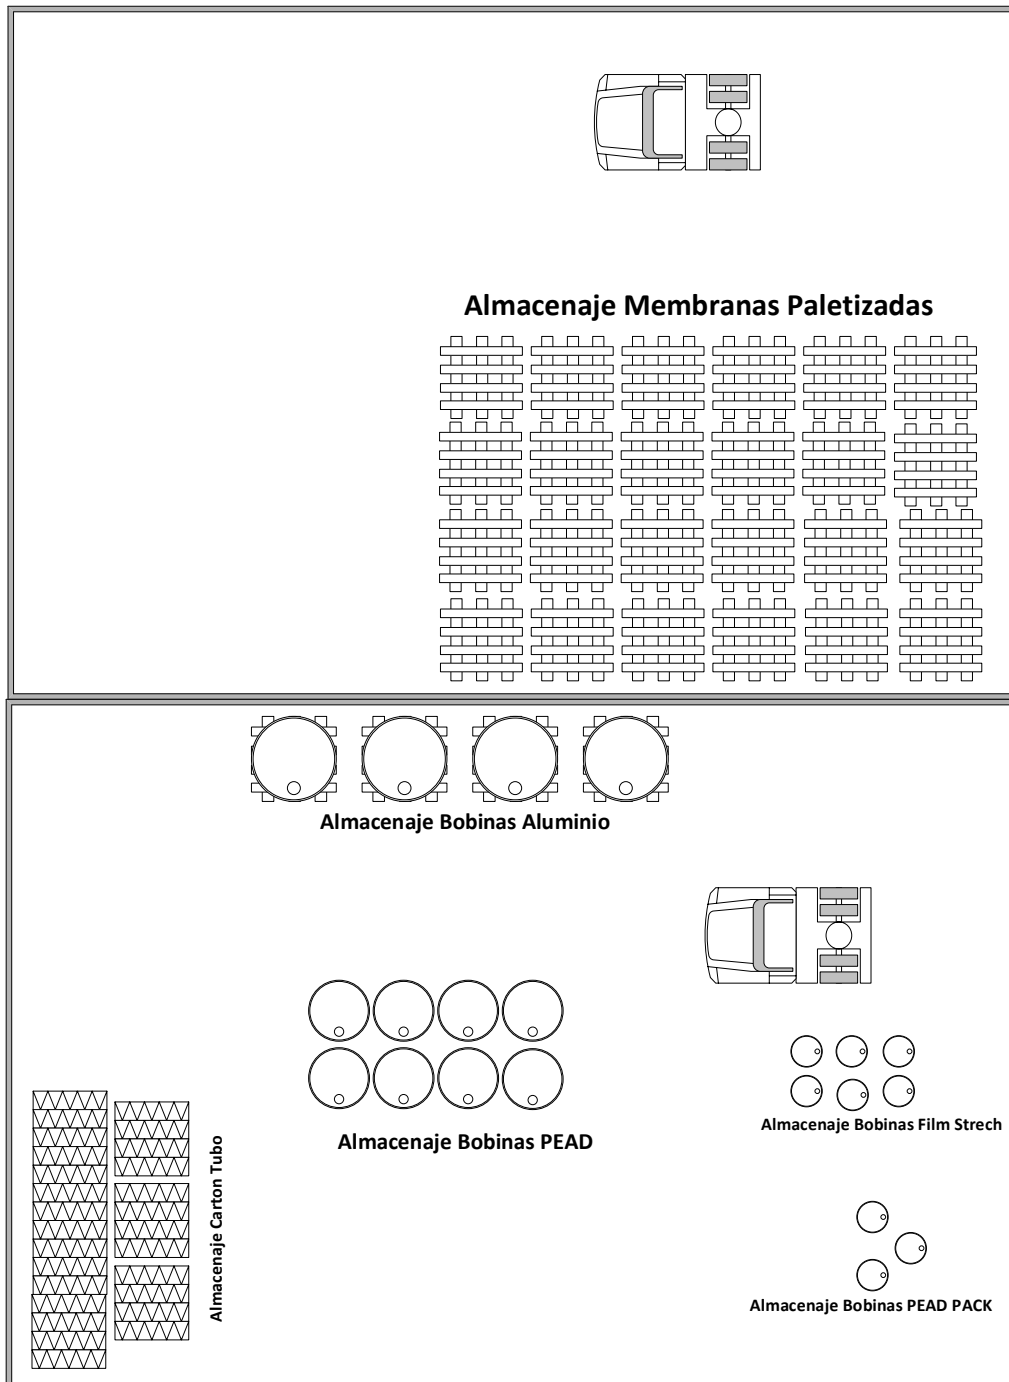 Almacenaje Membranas Paletizadas
Almacenaje Bobinas Aluminio
Almacenaje Bobinas Film Strech
Almacenaje Bobinas PEAD
Almacenaje Carton Tubo
Almacenaje Bobinas PEAD PACK